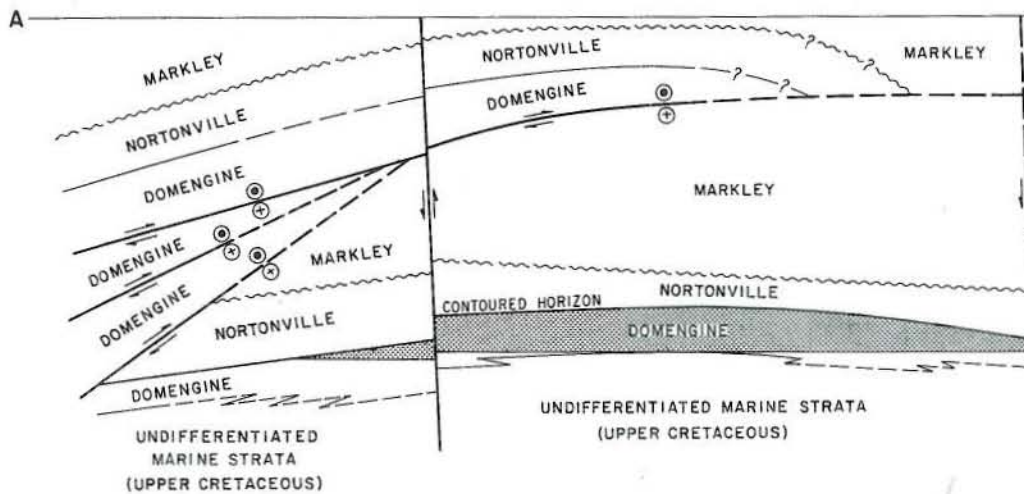 A
MARKLEY
NORTONVILLE
?
MARKLEY
NORTONVILLE
DOMENGINE
?
?
?
DOMENGINE
DOMENGINE
MARKLEY
DOMENGINE
MARKLEY
NORTONVILLE
NORTONVILLE
CONTOURED HORIZON
DOMENGINE
DOMENGINE
UNDIFFERENTIATED MARINE STRATA
(UPPER CRETACEOUS)
UNDIFFERENTIATED
MARINE STRATA
(UPPER CRETACEOUS)